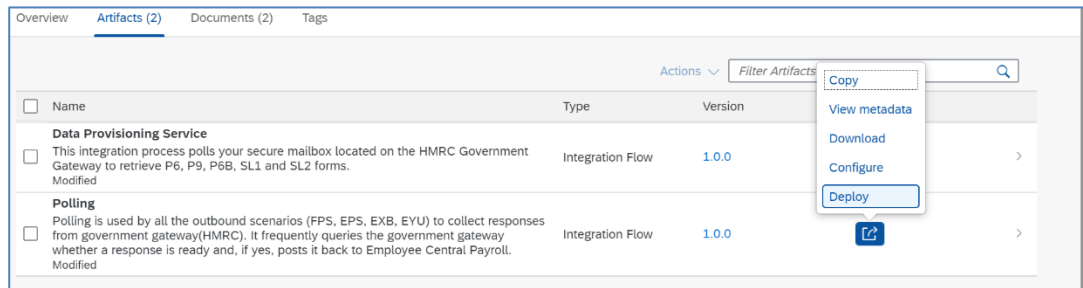 Overview Artifacts (2) Documents (2) Tags
Actions Filter Artifacts
Copy
View metadata
Download
Configure
Deploy
Name Type Version
Data Provisioning Service
This integration process polls your secure mailbox located on the HMRC Government
Gateway to retrieve P6, P9, P6B, SL1 and SL2 forms.
Modified
Integration Flow 1.0.0
Polling
Polling is used by all the outbound scenarios (FPS, EPS, EXB, EYU) to collect responses
from government gateway(HMRC). It frequently queries the government gateway
whether a response is ready and, if yes, posts it back to Employee Central Payroll.
Modified
Integration Flow 1.0.0